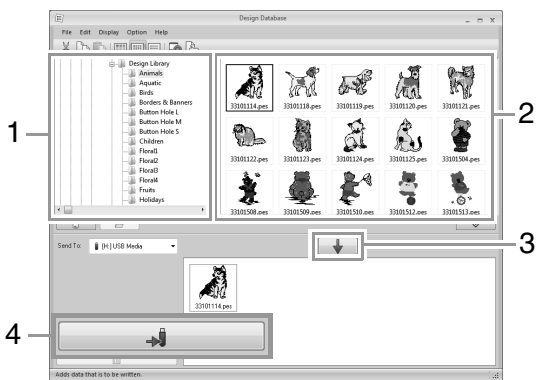 Design Database
File Edit Display Option Help
Design Library
Animals
Aquatic
Birds
Borders & Banners
Button Hole L
Button Hole M
Button Hole S
Children
Floral1
Floral2
Floral3
Floral4
Fruits
Holidays
33101114.pes 33101118.pes 33101119.pes 33101120.pes 33101121.pes
33101122.pes 33101123.pes 33101124.pes 33101125.pes 33101504.pes
33101508.pes 33101509.pes 33101510.pes 33101512.pes 33101513.pes
1
2
3
Send To: [H:] USB Media
33101114.pes
4
Adds data that is to be written.